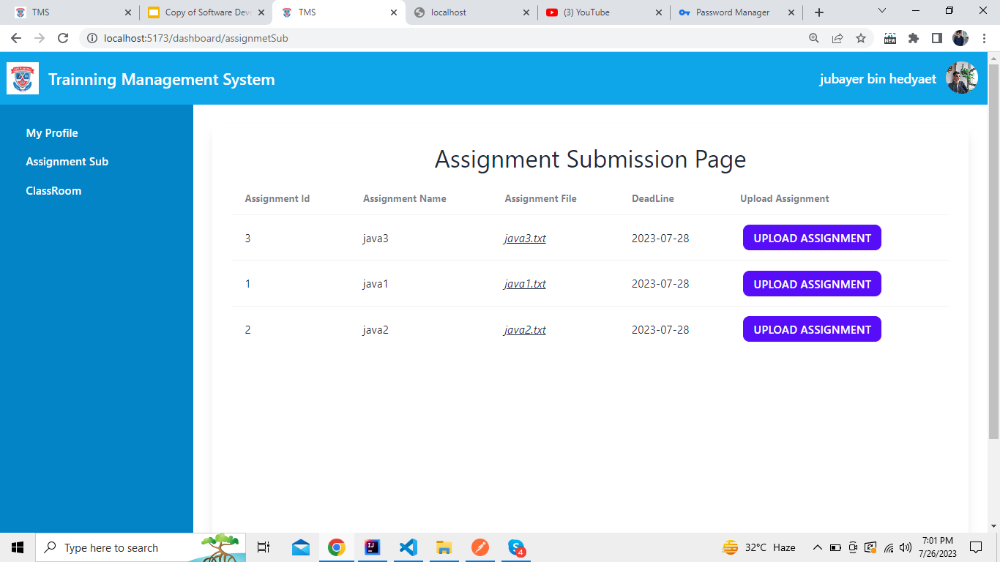 TMS
Copy of Software Deve
TMS
localhost
(3) YouTube
Password Manager
localhost:5173/dashboard/assignmetSub
NEW
Trainning Management System
jubayer bin hedyaet
My Profile
Assignment Sub
ClassRoom
Assignment Submission Page
Assignment Id Assignment Name Assignment File DeadLine Upload Assignment
3 java3 java3.txt 2023-07-28 UPLOAD ASSIGNMENT
1 java1 java1.txt 2023-07-28 UPLOAD ASSIGNMENT
2 java2 java2.txt 2023-07-28 UPLOAD ASSIGNMENT
Type here to search
IJ
S 4
32°C Haze
7:01 PM
7/26/2023